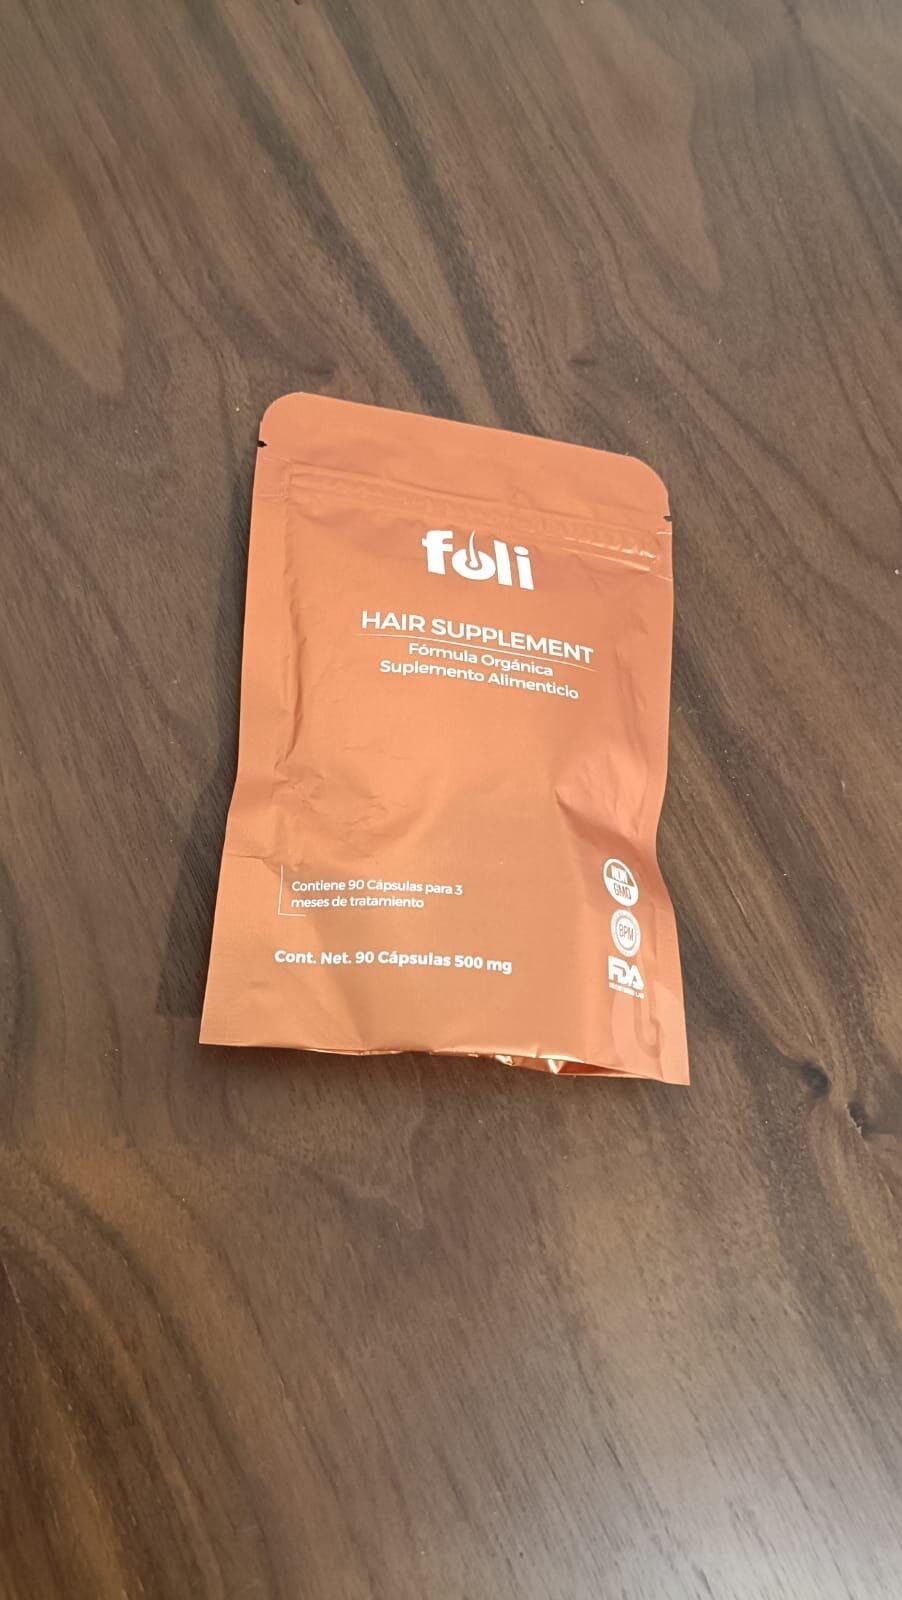 foli
HAIR SUPPLEMENT
Fórmula Orgánica
Suplemento Alimenticio
Contiene 90 Cápsulas para 3
meses de tratamiento
Cont. Net. 90 Cápsulas 500 mg
NON
GMO
BPM
FDA